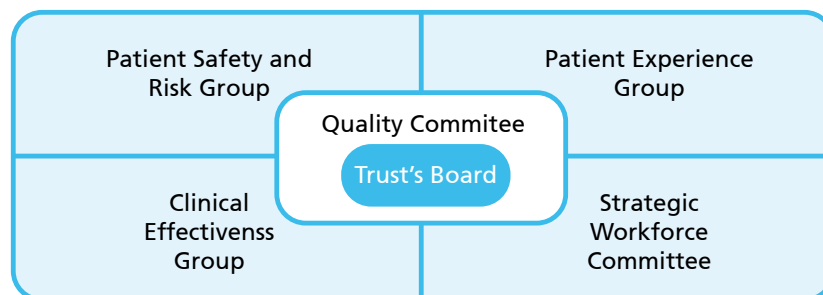 Patient Safety and
Risk Group
Patient Experience
Group
Quality Commitee
Trust's Board
Clinical
Effectivenss
Group
Strategic
Workforce
Committee